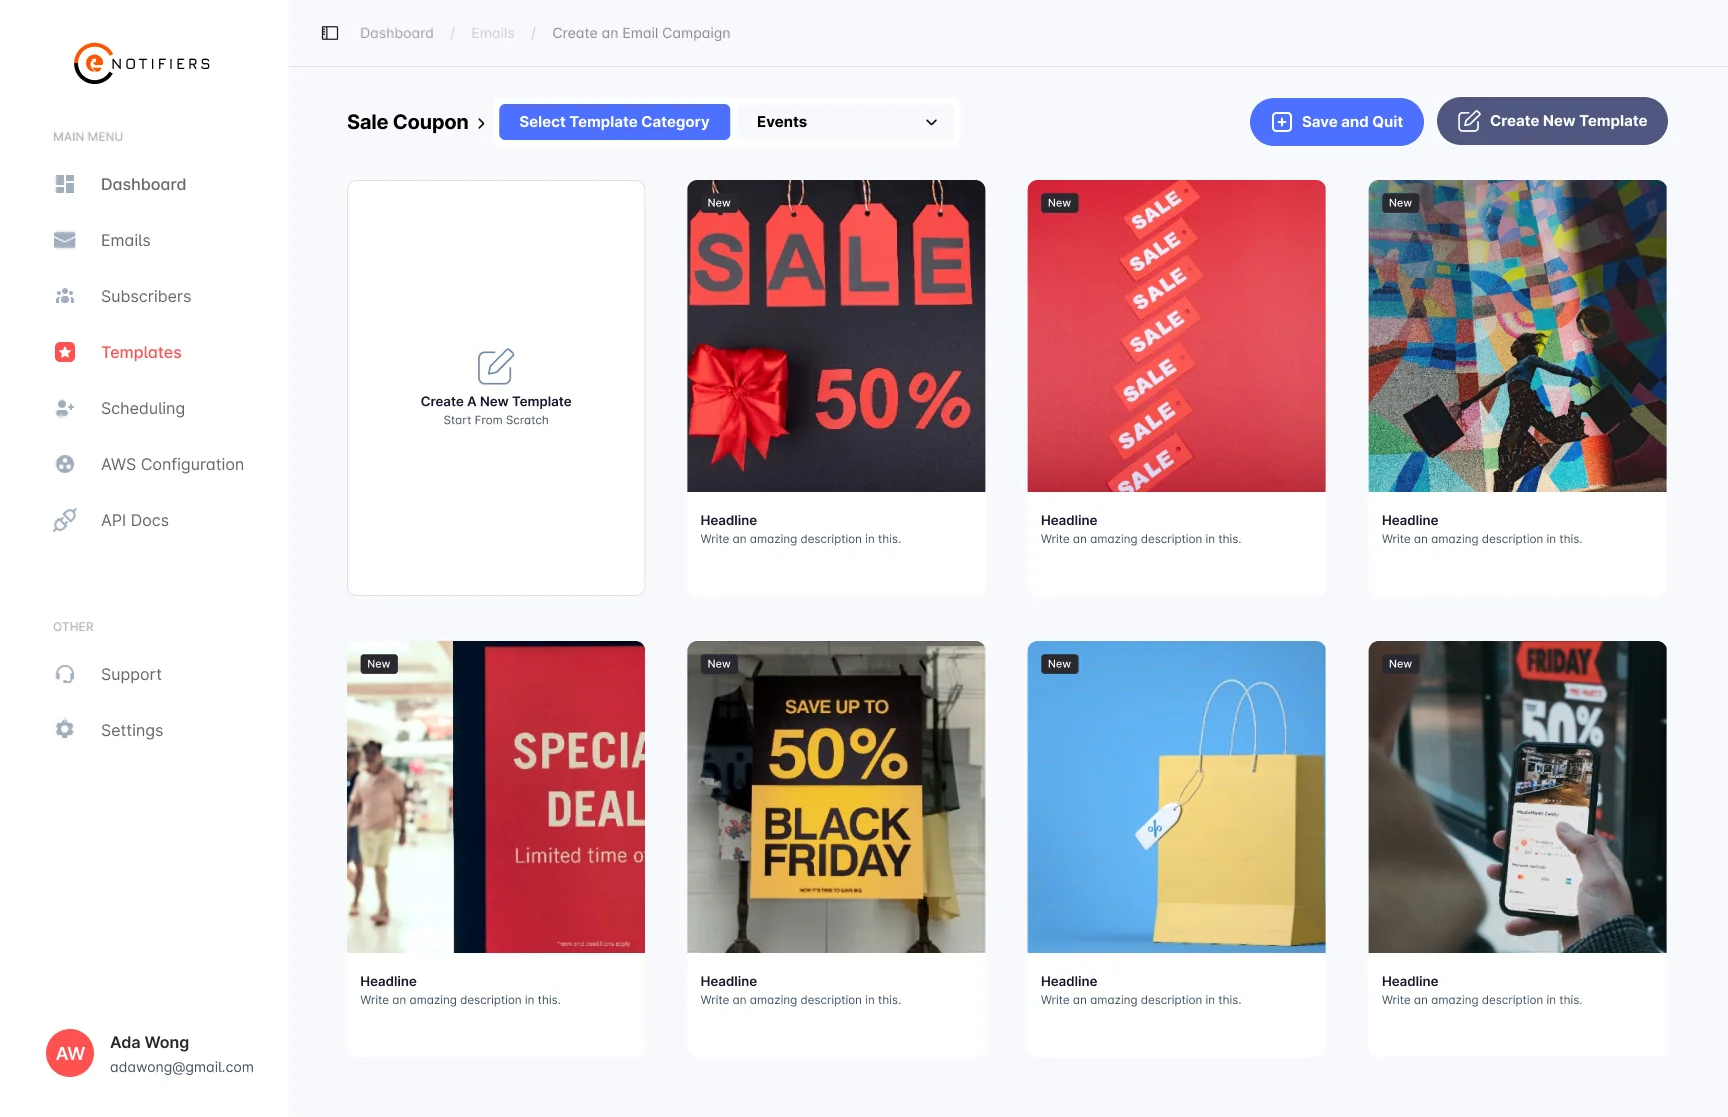 NOTIFIERS
Dashboard / Emails / Create an Email Campaign
MAIN MENU
Dashboard
Emails
Subscribers
Templates
Scheduling
AWS Configuration
API Docs
OTHER
Support
Settings
AW
Ada Wong
adawong@gmail.com
Sale Coupon
Select Template Category
Events
Save and Quit
Create New Template
Create A New Template
Start From Scratch
New
SALE
50%
Headline
Write an amazing description in this.
New
SALE
SALE
SALE
SALE
SALE
SALE
SALE
Headline
Write an amazing description in this.
New
Headline
Write an amazing description in this.
New
SPECIA
DEAL
Limited time o
Headline
Write an amazing description in this.
New
SAVE UP TO
50%
BLACK
FRIDAY
NOW IT'S TIME TO SAVE BIG
Headline
Write an amazing description in this.
New
%
Headline
Write an amazing description in this.
New
FRIDAY
50%
Headline
Write an amazing description in this.